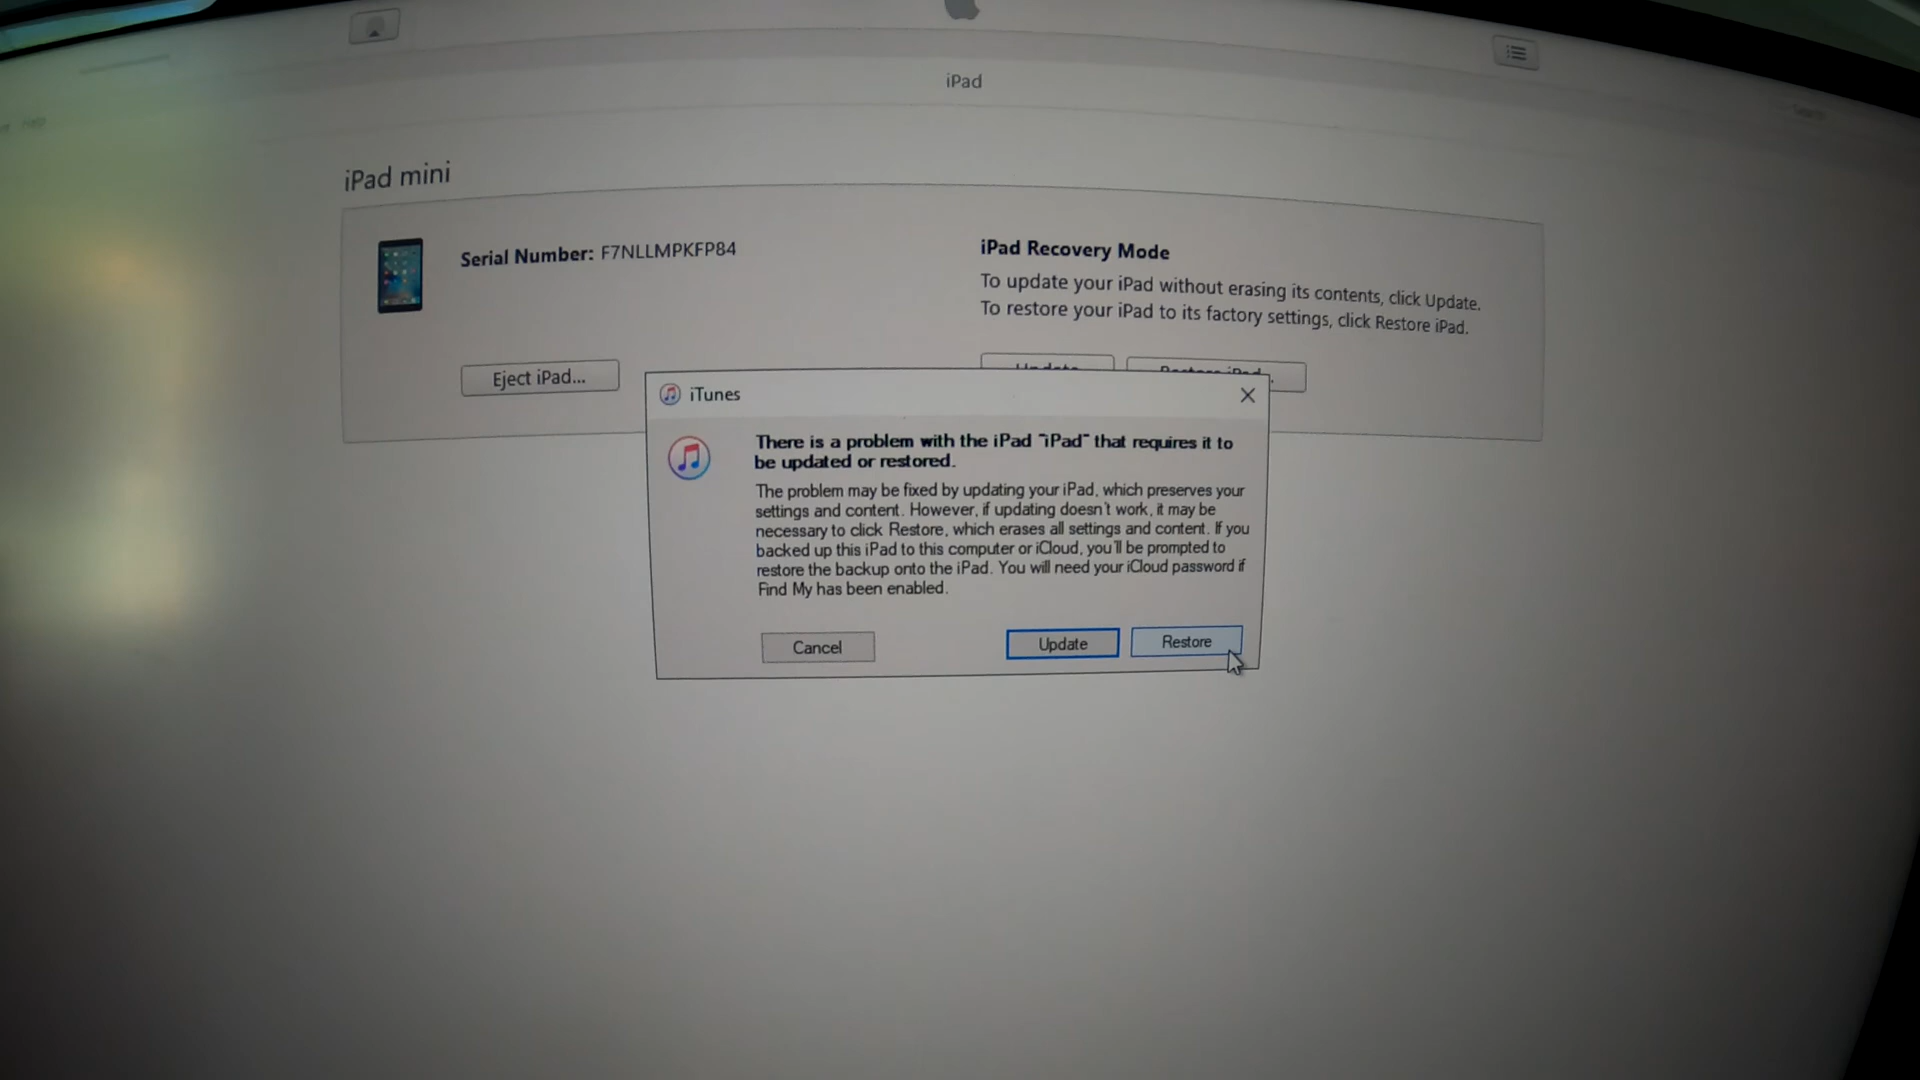 iPad
iPad mini
Serial Number: F7NLLMPKFP84
iPad Recovery Mode
To update your iPad without erasing its contents, click Update.
To restore your iPad to its factory settings, click Restore iPad.
Eject iPad...
Update
Restore iPad...
iTunes
There is a problem with the iPad "iPad" that requires it to
be updated or restored.
The problem may be fixed by updating your iPad, which preserves your
settings and content. However, if updating doesn't work, it may be
necessary to click Restore, which erases all settings and content. If you
backed up this iPad to this computer or iCloud, you'll be prompted to
restore the backup onto the iPad. You will need your iCloud password if
Find My has been enabled.
Cancel
Update
Restore